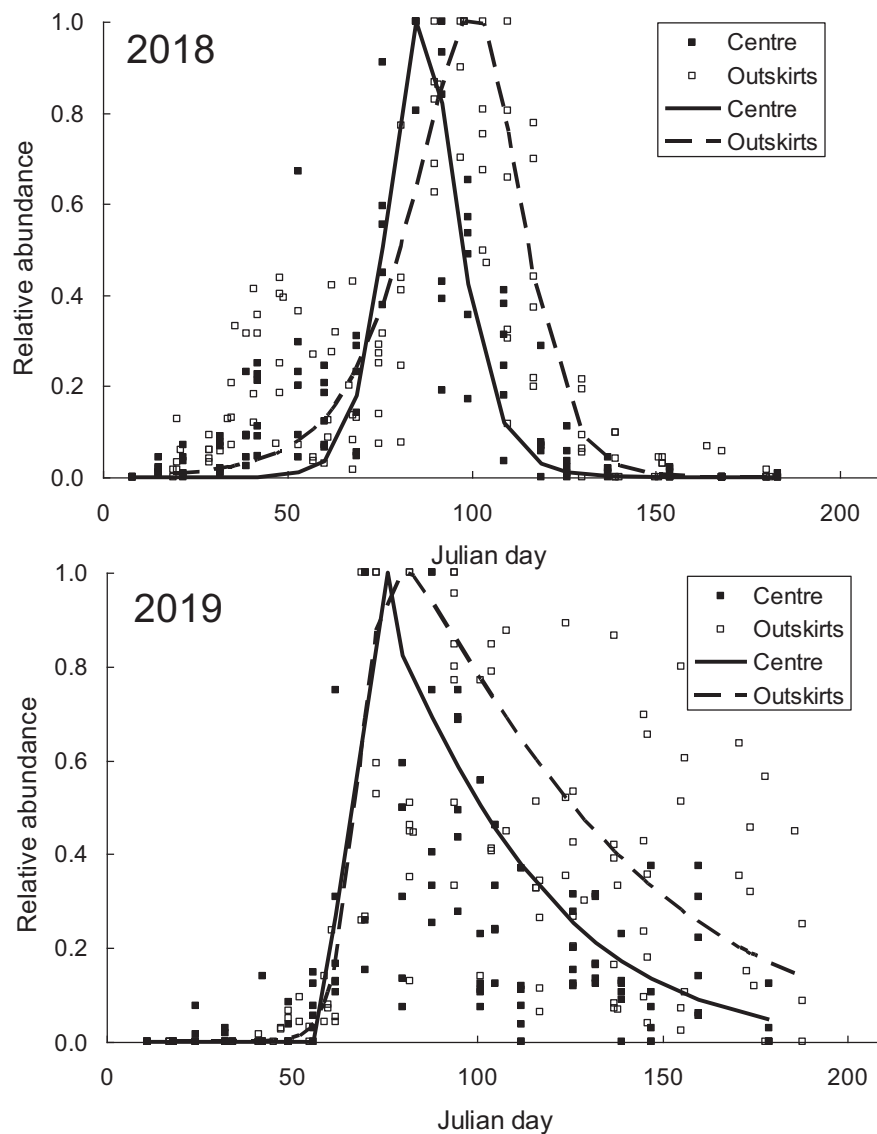 2018
Centre
Outskirts
Centre
Outskirts
Relative abundance
1.0
0.8
0.6
0.4
0.2
0.0
0 50 100 150 200
Julian day
2019
Centre
Outskirts
Centre
Outskirts
Relative abundance
1.0
0.8
0.6
0.4
0.2
0.0
0 50 100 150 200
Julian day